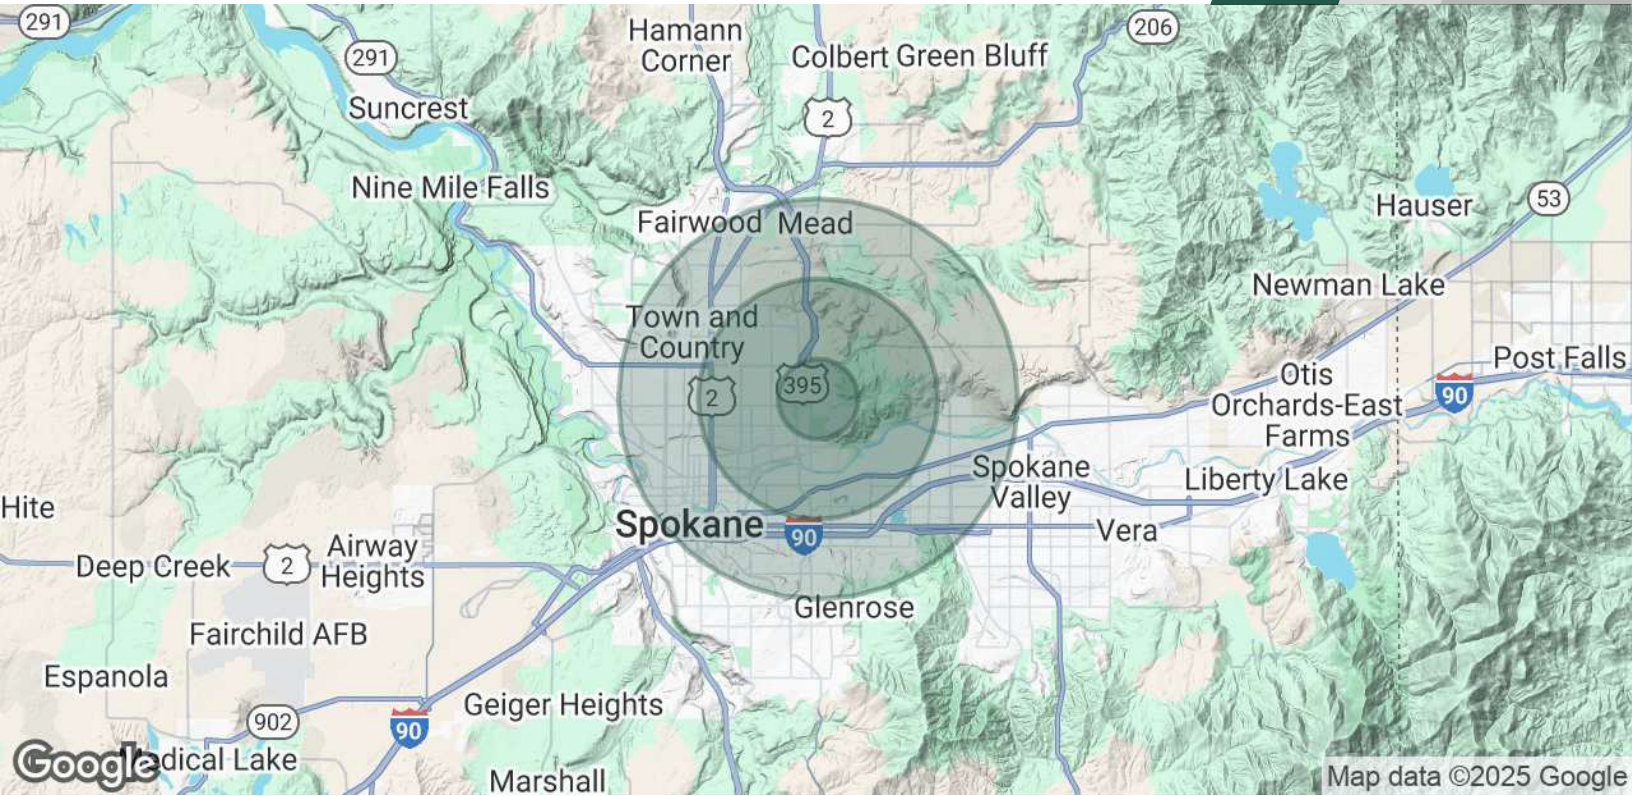 291
Hamann
Corner
Colbert
Green Bluff
206
291
Suncrest
2
Nine Mile Falls
Hauser
53
Fairwood
Mead
Newman Lake
Town and
Country
Post Falls
395
2
Otis
Orchards-East
Farms
90
Spokane
Valley
Liberty Lake
Hite
Spokane
90
Vera
Deep Creek
2
Airway
Heights
Glenrose
Fairchild AFB
Espanola
Geiger Heights
902
90
Medical Lake
Marshall
Google
Map data ©2025 Google